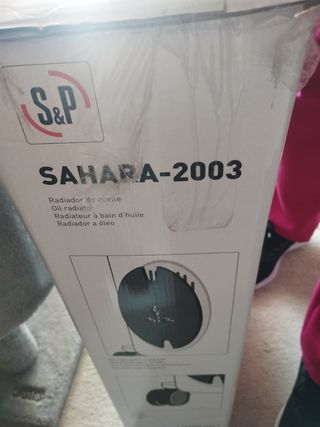 S&P
SAHARA-2003
Radiador de aceite
Oil radiator
Radiateur à bain d'huile
Radiador a óleo